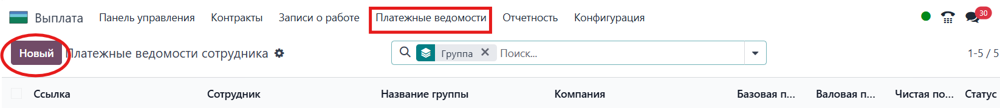 Выплата Панель управления Контракты Записи о работе Платежные ведомости Отчетность Конфигурация 30
Новый Платежные ведомости сотрудника Группа Поиск... 1-5 / 5
Ссылка Сотрудник Название группы Компания Базовая п... Валовая п... Чистая по... Статус